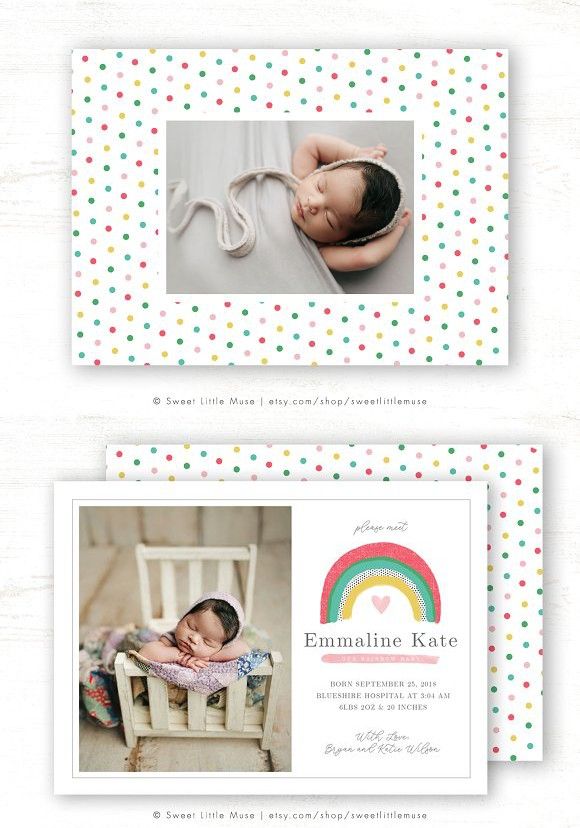 © Sweet Little Muse | etsy.com/shop/sweetlittlemuse
please meet
Emmaline Kate
OUR RAINBOW BABY
BORN SEPTEMBER 25, 2018
BLUESHIRE HOSPITAL AT 3:04 AM
6LBS 2OZ & 20 INCHES
With Love,
Bryan and Katie Wilson
© Sweet Little Muse | etsy.com/shop/sweetlittlemuse